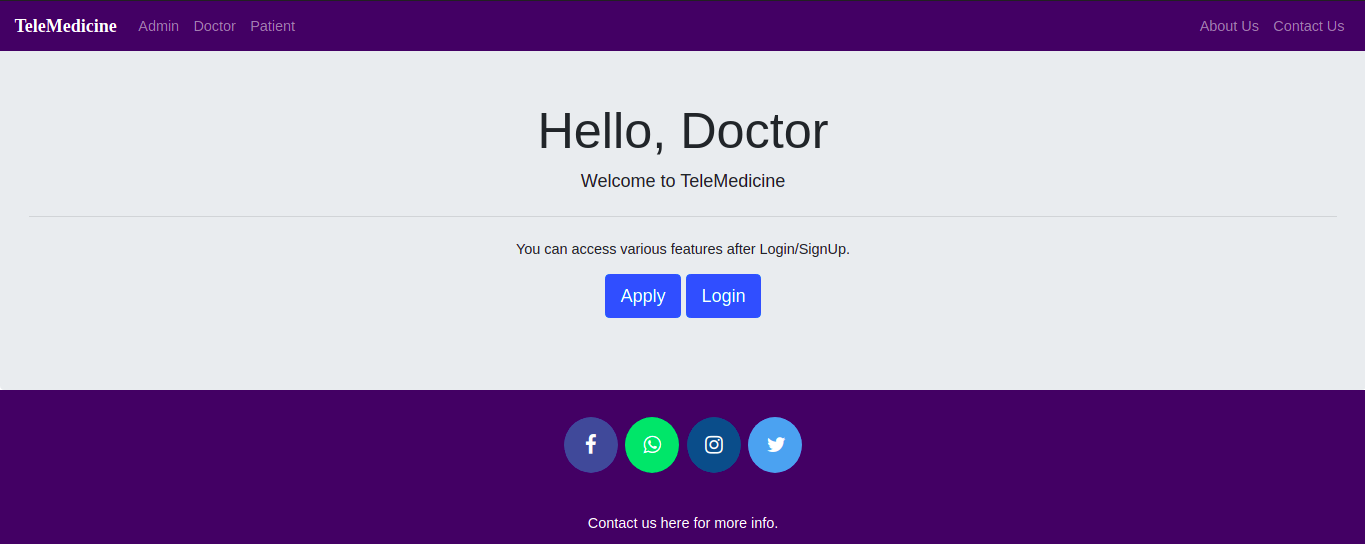 TeleMedicine Admin Doctor Patient About Us Contact Us
Hello, Doctor
Welcome to TeleMedicine
You can access various features after Login/SignUp.
Apply Login
Contact us here for more info.